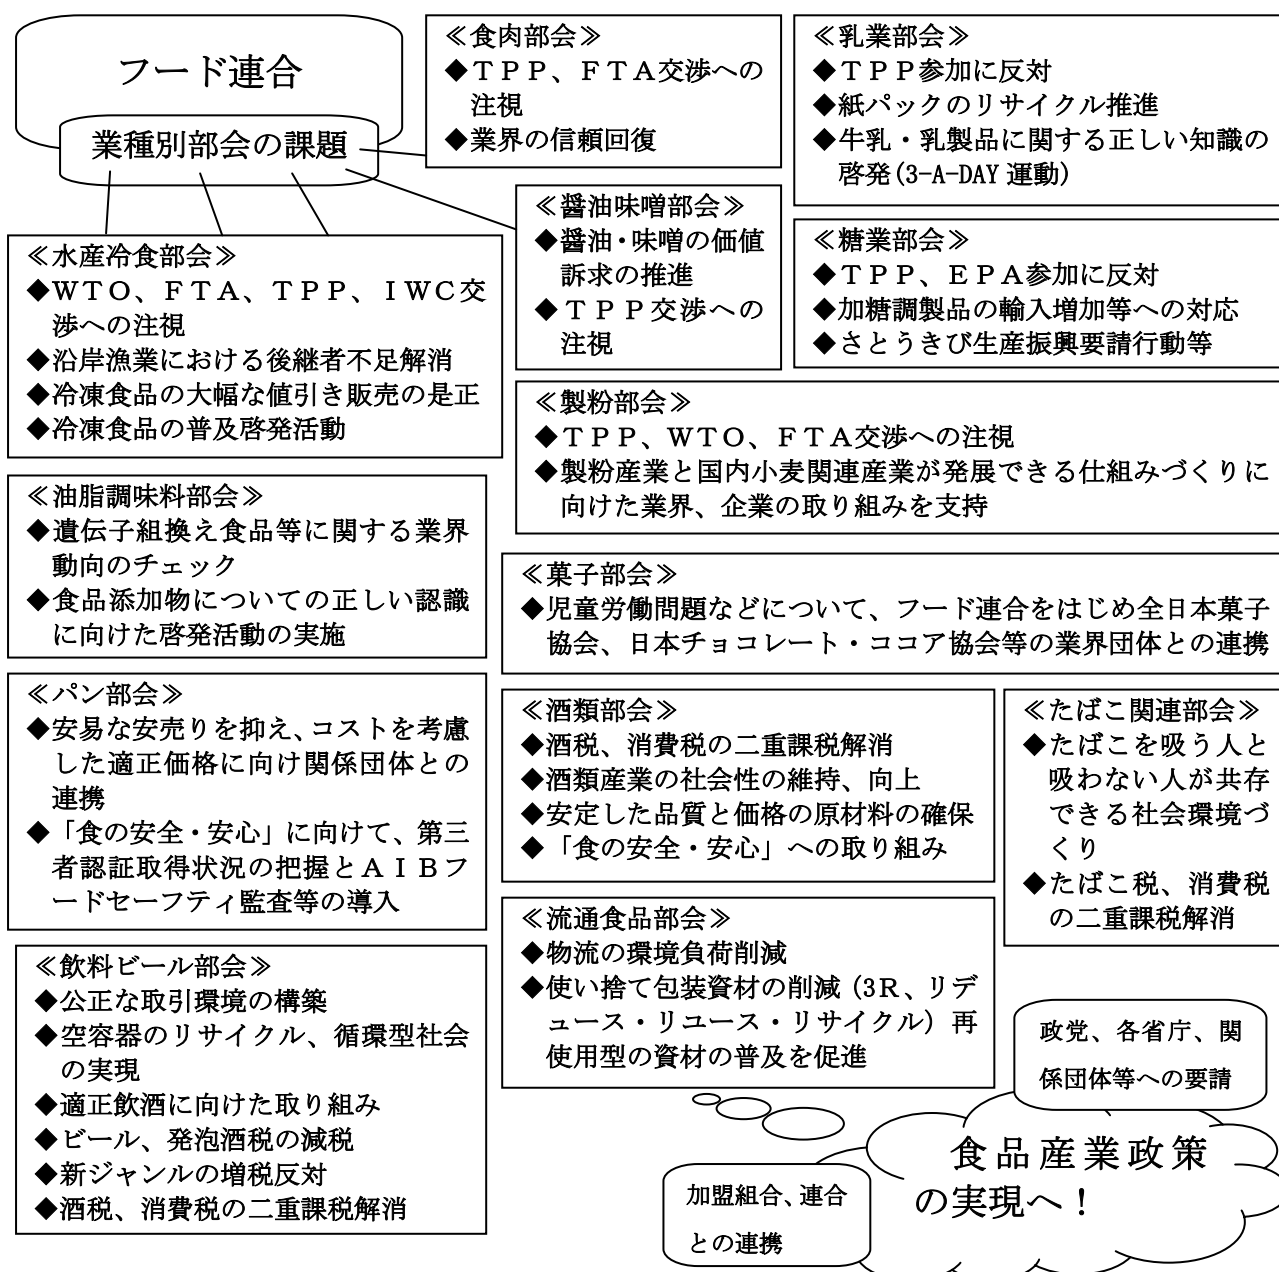 フード連合
業種別部会の課題
≪食肉部会≫
◆ＴＰＰ、ＦＴＡ交渉への
注視
◆業界の信頼回復
≪乳業部会≫
◆ＴＰＰ参加に反対
◆紙パックのリサイクル推進
◆牛乳・乳製品に関する正しい知識の
啓発(3-A-DAY 運動)
≪醤油味噌部会≫
◆醤油・味噌の価値
訴求の推進
◆ＴＰＰ交渉への
注視
≪糖業部会≫
◆ＴＰＰ、ＥＰＡ参加に反対
◆加糖調製品の輸入増加等への対応
◆さとうきび生産振興要請行動等
≪水産冷食部会≫
◆ＷＴＯ、ＦＴＡ、ＴＰＰ、ＩＷＣ交
渉への注視
◆沿岸漁業における後継者不足解消
◆冷凍食品の大幅な値引き販売の是正
◆冷凍食品の普及啓発活動
≪製粉部会≫
◆ＴＰＰ、ＷＴＯ、ＦＴＡ交渉への注視
◆製粉産業と国内小麦関連産業が発展できる仕組みづくりに
向けた業界、企業の取り組みを支持
≪油脂調味料部会≫
◆遺伝子組換え食品等に関する業界
動向のチェック
◆食品添加物についての正しい認識
に向けた啓発活動の実施
≪菓子部会≫
◆児童労働問題などについて、フード連合をはじめ全日本菓子
協会、日本チョコレート・ココア協会等の業界団体との連携
≪パン部会≫
◆安易な安売りを抑え、コストを考慮
した適正価格に向け関係団体との
連携
◆「食の安全・安心」に向けて、第三
者認証取得状況の把握とＡＩＢフ
ードセーフティ監査等の導入
≪酒類部会≫
◆酒税、消費税の二重課税解消
◆酒類産業の社会性の維持、向上
◆安定した品質と価格の原材料の確保
◆「食の安全・安心」への取り組み
≪たばこ関連部会≫
◆たばこを吸う人と
吸わない人が共存
できる社会環境づ
くり
◆たばこ税、消費税
の二重課税解消
≪流通食品部会≫
◆物流の環境負荷削減
◆使い捨て包装資材の削減（3Ｒ、リデ
ュース・リユース・リサイクル）再
使用型の資材の普及を促進
≪飲料ビール部会≫
◆公正な取引環境の構築
◆空容器のリサイクル、循環型社会
の実現
◆適正飲酒に向けた取り組み
◆ビール、発泡酒税の減税
◆新ジャンルの増税反対
◆酒税、消費税の二重課税解消
政党、各省庁、関
係団体等への要請
食品産業政策
の実現へ！
加盟組合、連合
との連携